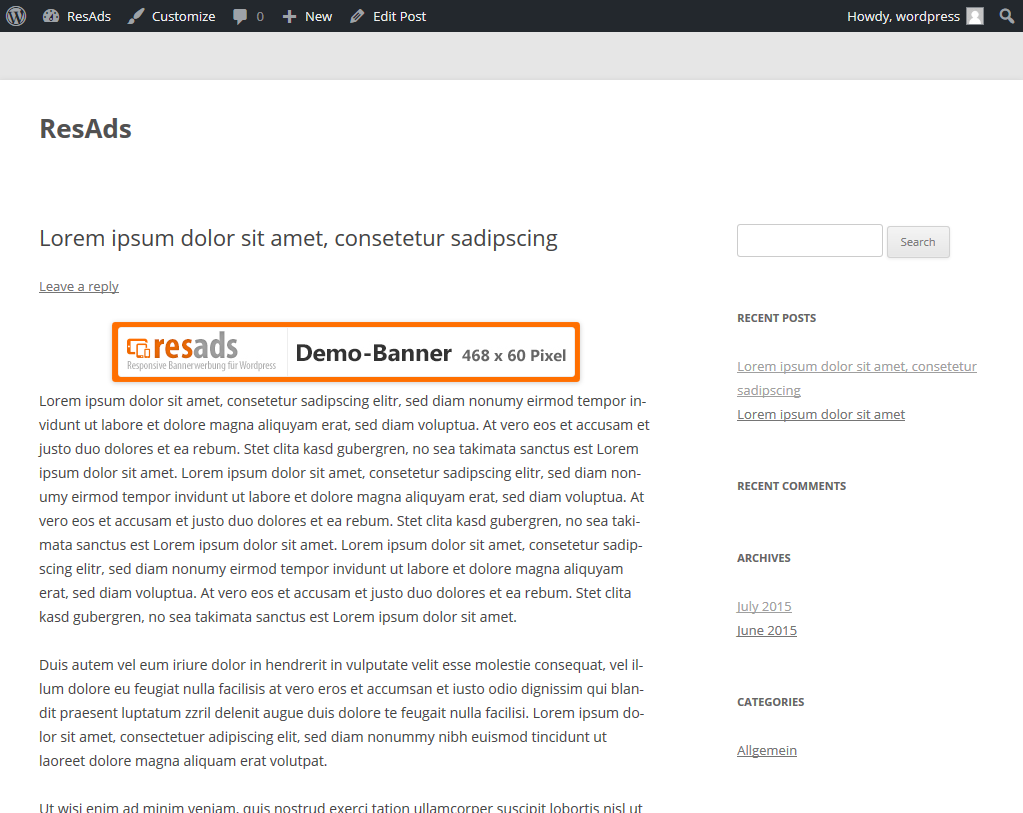 ResAds Customize 0 New Edit Post Howdy, wordpress
ResAds
Lorem ipsum dolor sit amet, consetetur sadipscing
Leave a reply
resads
Responsive Bannerwerbung für Wordpress
Demo-Banner 468 x 60 Pixel
Lorem ipsum dolor sit amet, consetetur sadipscing elitr, sed diam nonumy eirmod tempor in-
vidunt ut labore et dolore magna aliquyam erat, sed diam voluptua. At vero eos et accusam et
justo duo dolores et ea rebum. Stet clita kasd gubergren, no sea takimata sanctus est Lorem
ipsum dolor sit amet. Lorem ipsum dolor sit amet, consetetur sadipscing elitr, sed diam non-
umy eirmod tempor invidunt ut labore et dolore magna aliquyam erat, sed diam voluptua. At
vero eos et accusam et justo duo dolores et ea rebum. Stet clita kasd gubergren, no sea taki-
mata sanctus est Lorem ipsum dolor sit amet. Lorem ipsum dolor sit amet, consetetur sadip-
scing elitr, sed diam nonumy eirmod tempor invidunt ut labore et dolore magna aliquyam
erat, sed diam voluptua. At vero eos et accusam et justo duo dolores et ea rebum. Stet clita
kasd gubergren, no sea takimata sanctus est Lorem ipsum dolor sit amet.
Duis autem vel eum iriure dolor in hendrerit in vulputate velit esse molestie consequat, vel il-
lum dolore eu feugiat nulla facilisis at vero eros et accumsan et iusto odio dignissim qui blan-
dit praesent luptatum zzril delenit augue duis dolore te feugait nulla facilisi. Lorem ipsum do-
lor sit amet, consectetuer adipiscing elit, sed diam nonummy nibh euismod tincidunt ut
laoreet dolore magna aliquam erat volutpat.
Ut wisi enim ad minim veniam, quis nostrud exerci tation ullamcorper suscipit lobortis nisl ut
Search
RECENT POSTS
Lorem ipsum dolor sit amet, consetetur
sadipscing
Lorem ipsum dolor sit amet
RECENT COMMENTS
ARCHIVES
July 2015
June 2015
CATEGORIES
Allgemein